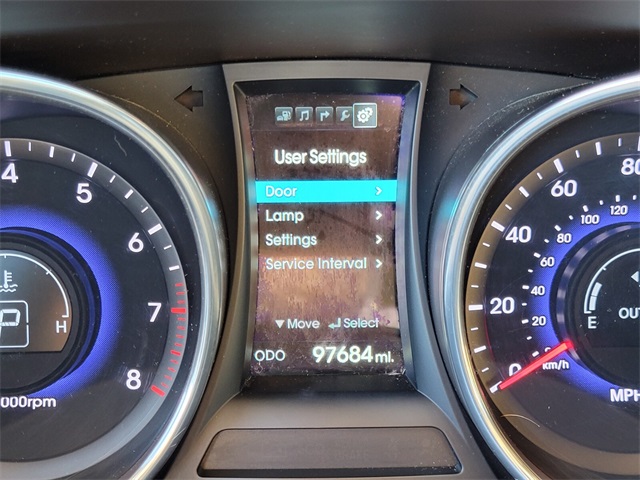 User Settings
Door >
Lamp >
Settings >
Service Interval >
▼ Move ↵ Select
ODO 97684 mi.
4
5
6
7
8
000rpm
H
P
80
60
40
20
0
120
100
80
60
40
20
km/h
E
OUT
MPH